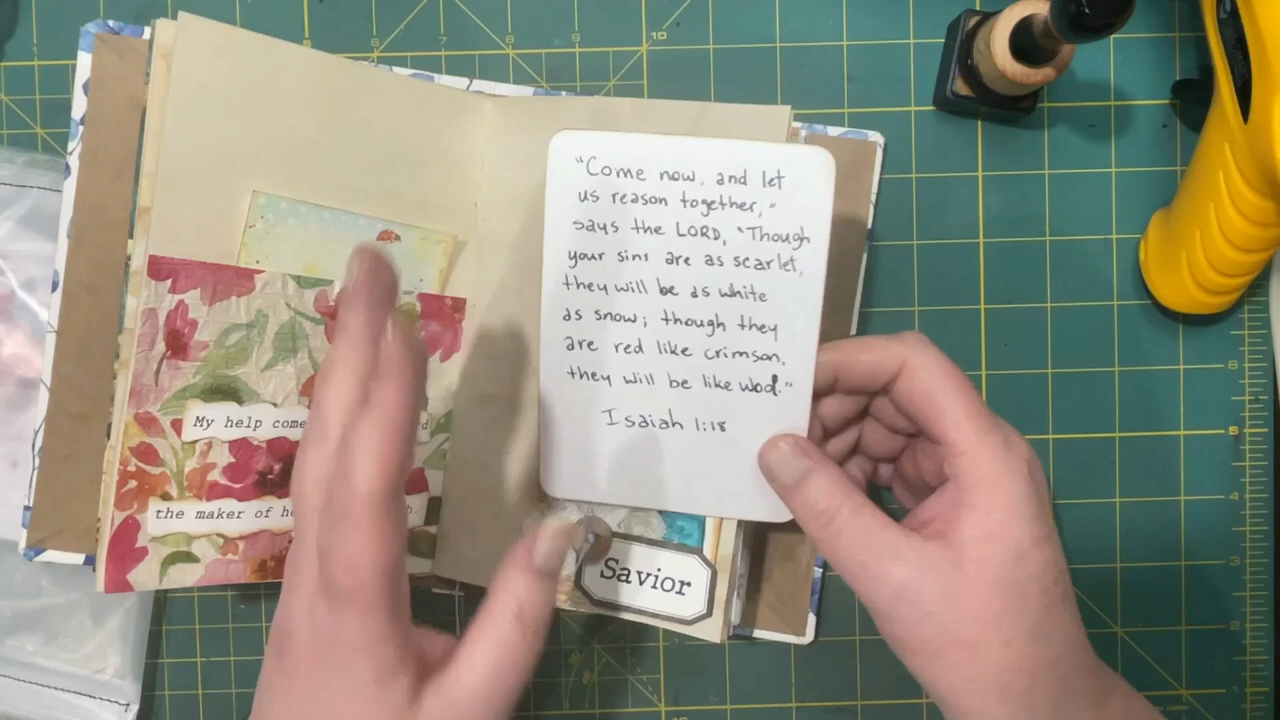 "Come now, and let
us reason together,"
says the LORD, "Though
your sins are as scarlet,
they will be as white
as snow; though they
are red like crimson,
they will be like wool."
Isaiah 1:18
My help come
the maker of
Savior